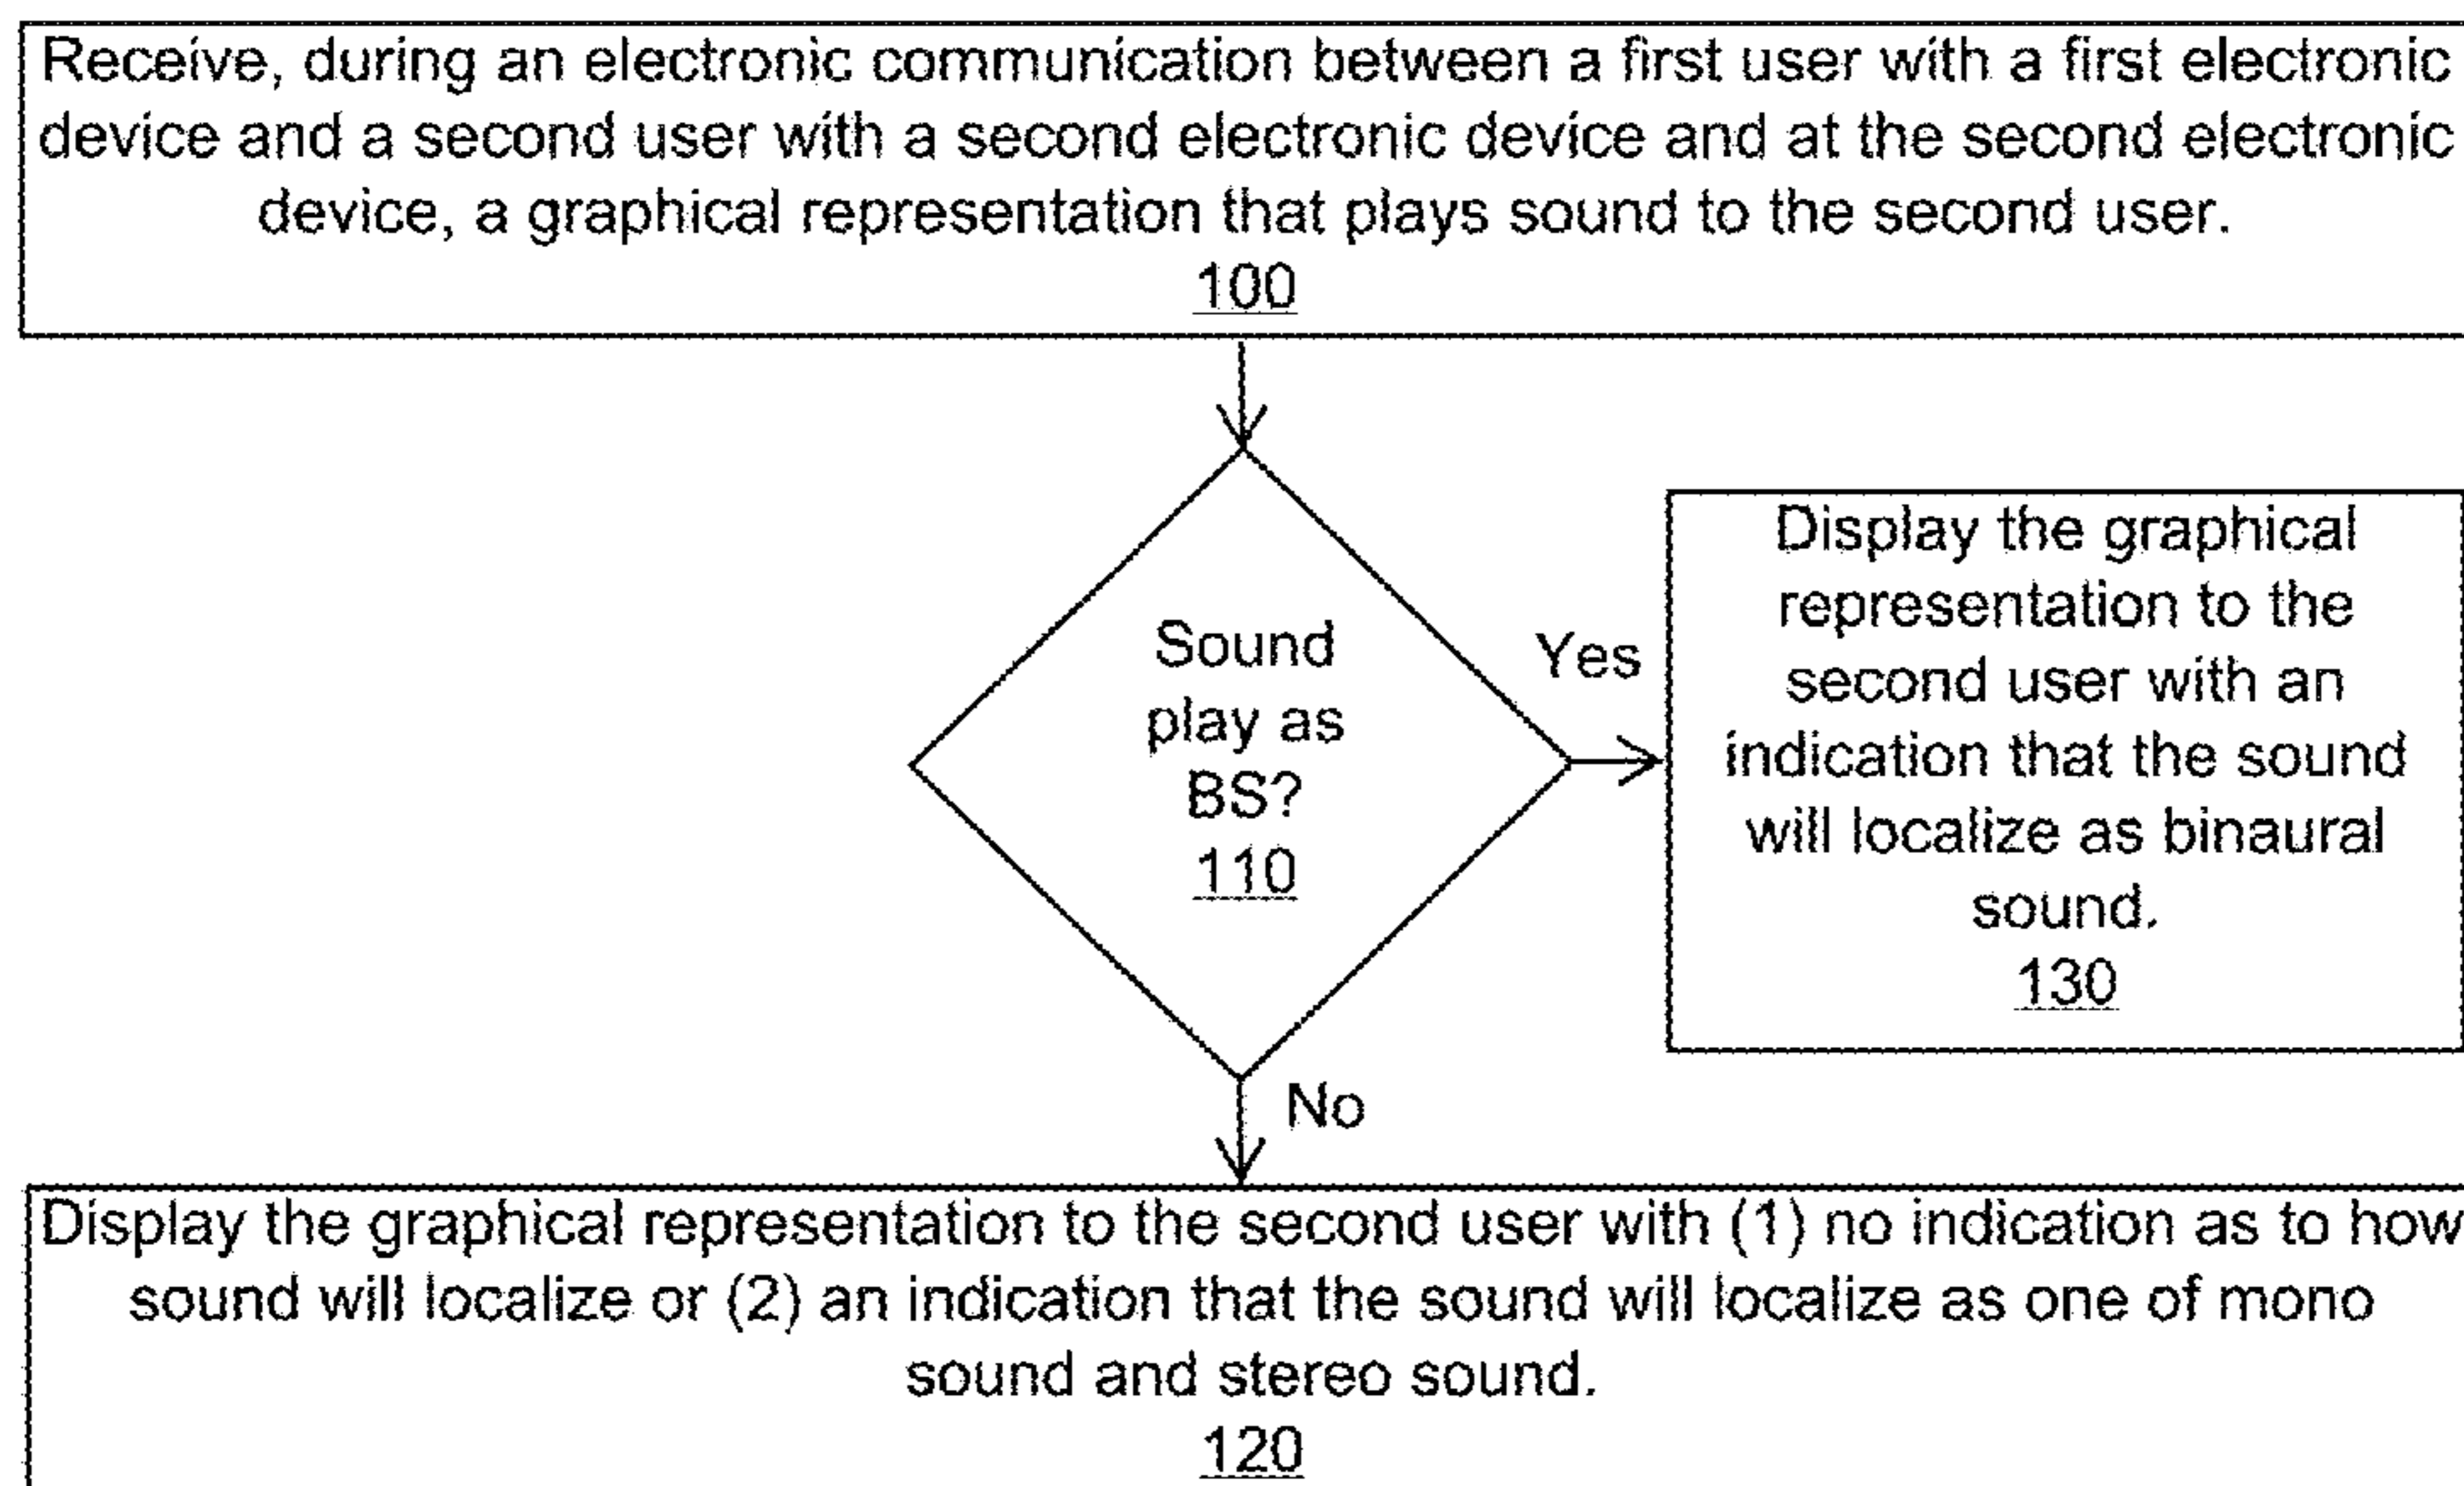 Receive, during an electronic communication between a first user with a first electronic
device and a second user with a second electronic device and at the second electronic
device, a graphical representation that plays sound to the second user.
100
Sound
play as
BS?
110
Yes
Display the graphical
representation to the
second user with an
indication that the sound
will localize as binaural
sound.
130
No
Display the graphical representation to the second user with (1) no indication as to how
sound will localize or (2) an indication that the sound will localize as one of mono
sound and stereo sound.
120